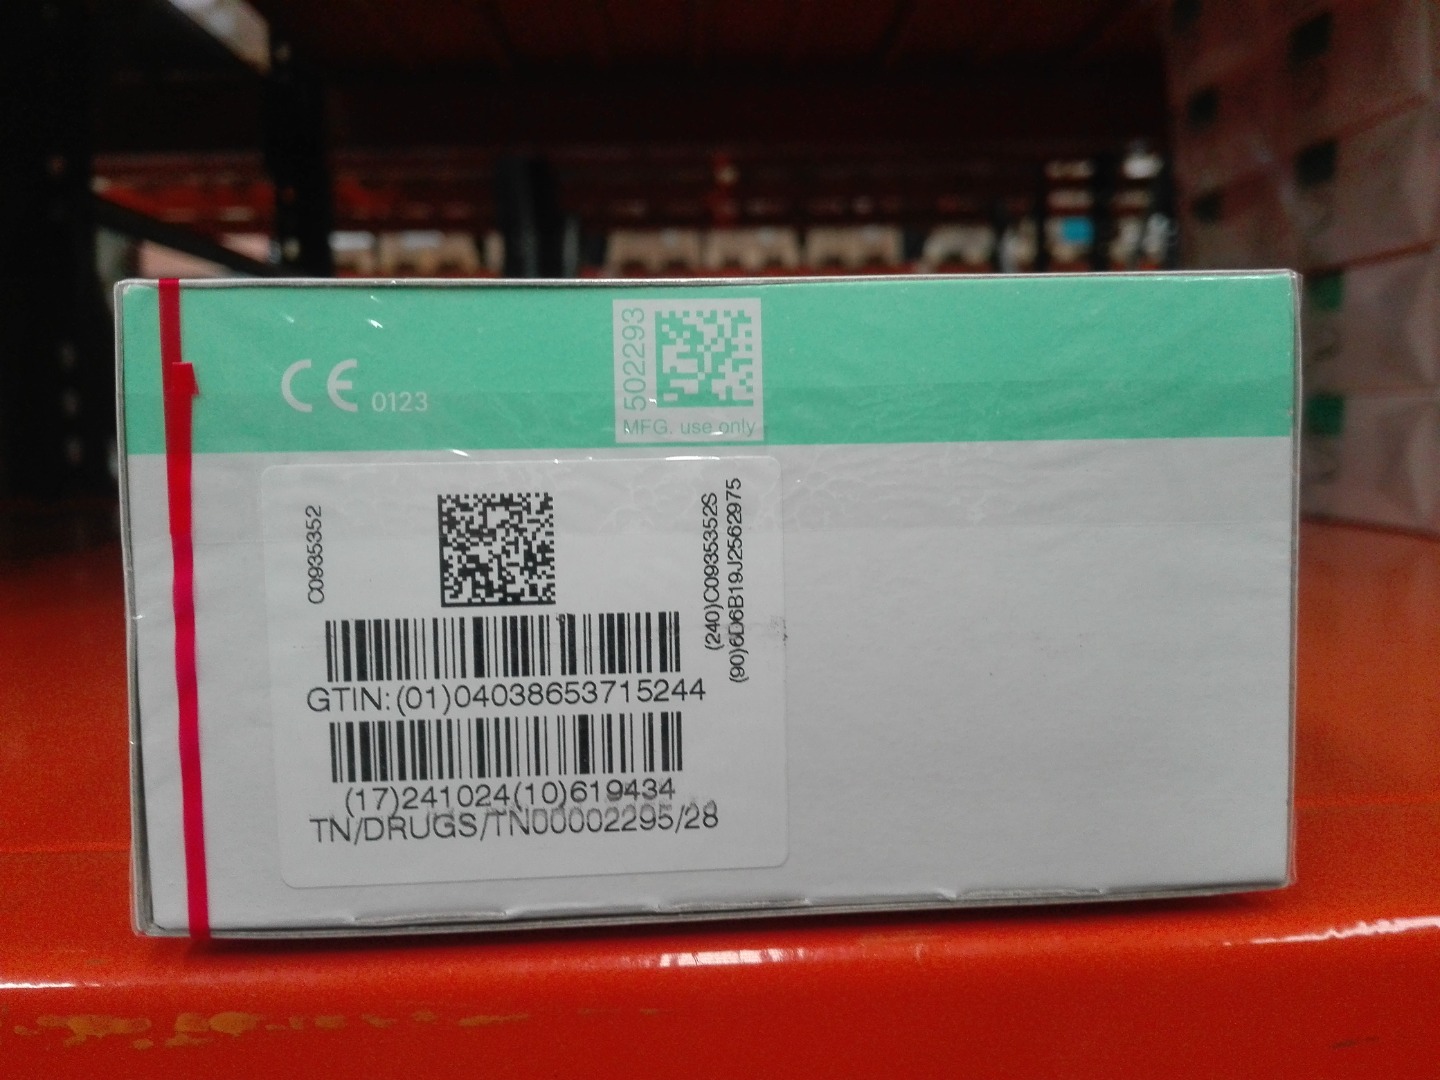 CE 0123
502293
MFG. use only
C0935352
(240)C0935352S
(90)6D6B19J2562975
GTIN:(01)04038653715244
(17)241024(10)619434
TN/DRUGS/TN00002295/28